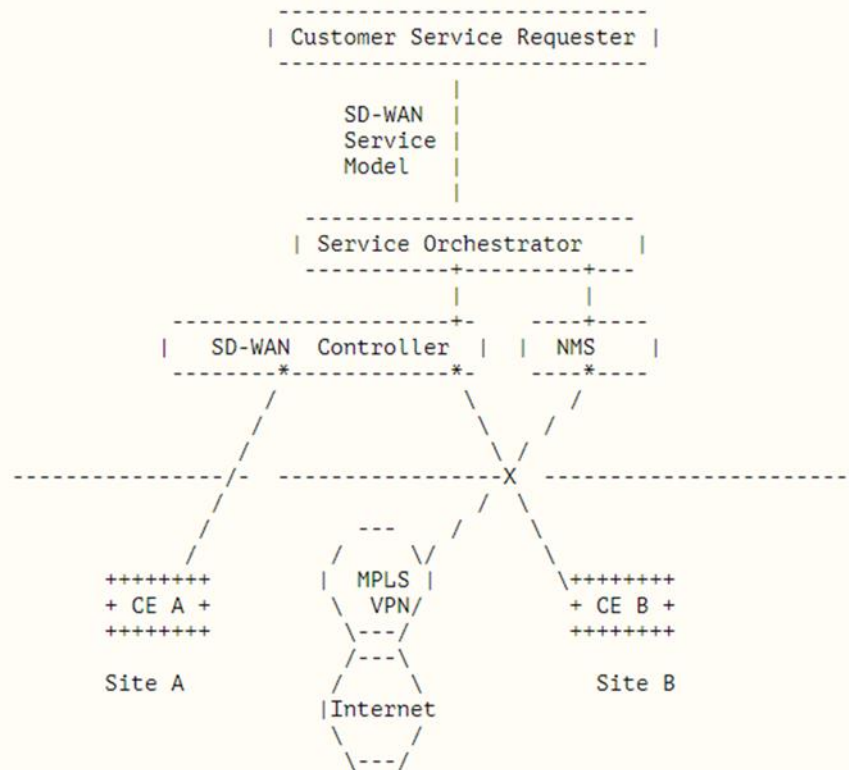 Customer Service Requester
SD-WAN
Service
Model
Service Orchestrator
SD-WAN Controller NMS
X
MPLS
++++++++ ++++++++
+ CE A + VPN + CE B +
++++++++ ++++++++
Site A Site B
Internet